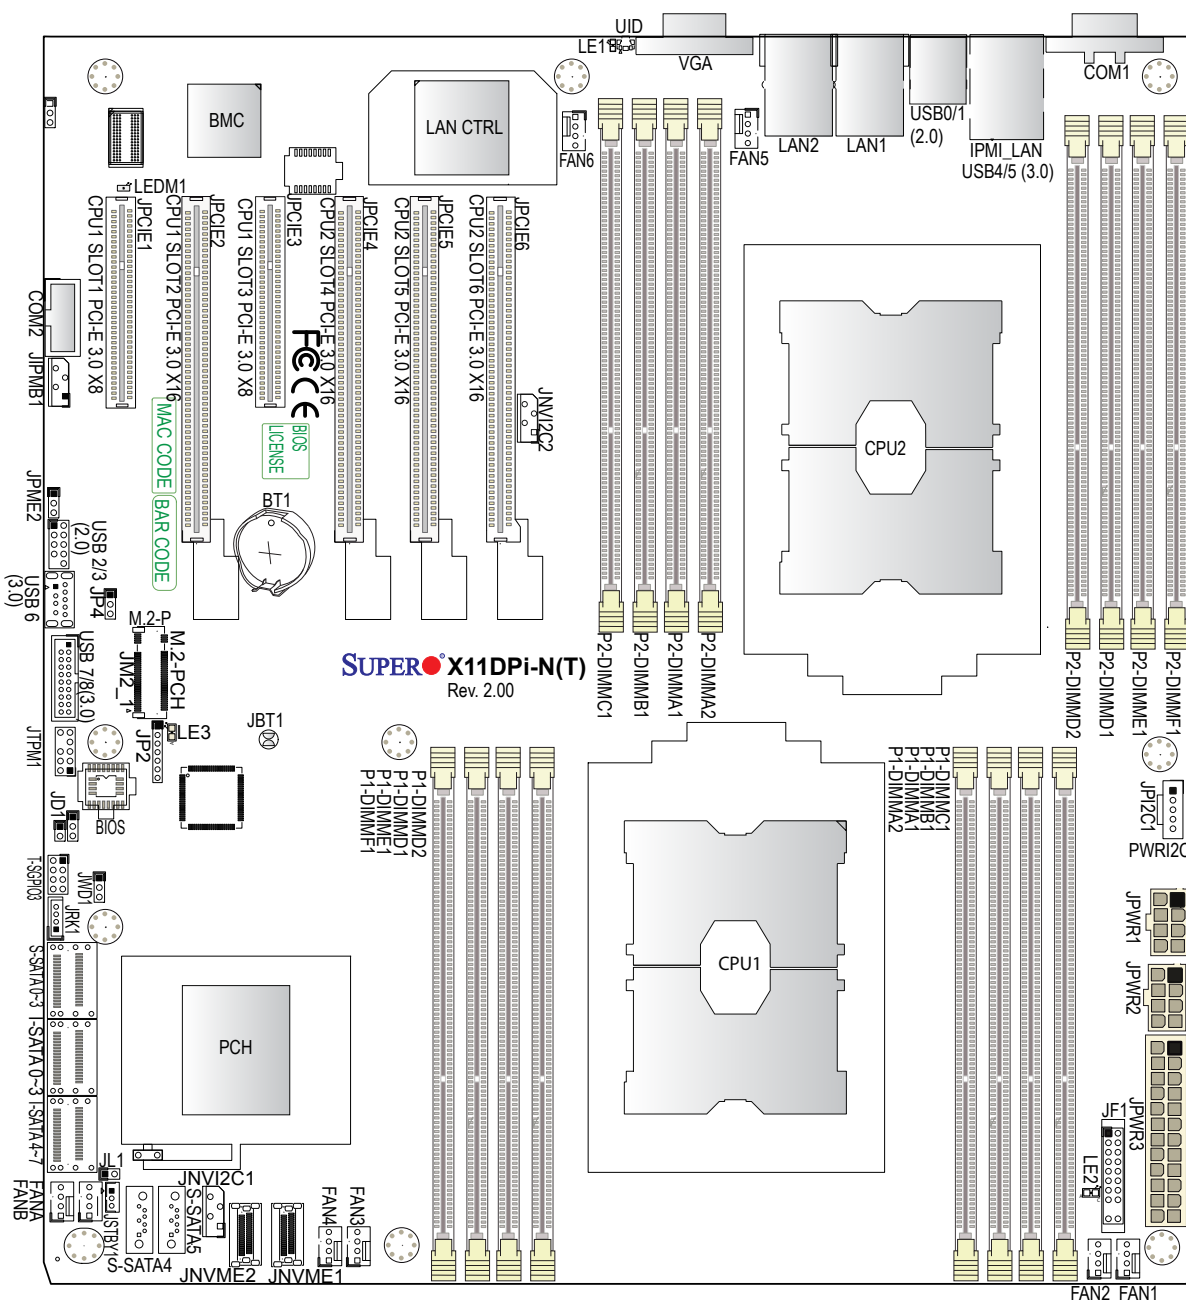 UID
LE1
VGA
COM1
BMC
LAN CTRL
FAN6
FAN5
LAN2
LAN1
USB0/1
(2.0)
IPMI_LAN
USB4/5 (3.0)
LEDM1
JPCIE1
CPU1 SLOT1 PCI-E 3.0 X8
JPCIE2
CPU1 SLOT2 PCI-E 3.0 X16
JPCIE3
CPU1 SLOT3 PCI-E 3.0 X8
JPCIE4
CPU2 SLOT4 PCI-E 3.0 X16
JPCIE5
CPU2 SLOT5 PCI-E 3.0 X16
JPCIE6
CPU2 SLOT6 PCI-E 3.0 X16
COM2
JPMB1
FC CE
MAC CODE
BAR CODE
BIOS
LICENSE
JNVI2C2
CPU2
BT1
JPME2
USB 2/3
(2.0)
USB 6
(3.0)
JP4
M.2-P
M.2-PCH
JM2_1
USB 7/8(3.0)
SUPER X11DPi-N(T)
Rev. 2.00
P2-DIMMC1
P2-DIMMB1
P2-DIMMA1
P2-DIMMA2
P2-DIMMD2
P2-DIMMD1
P2-DIMME1
P2-DIMMF1
JTPM1
JP2
LE3
JBT1
BIOS
JD1
P1-DIMMF1
P1-DIMME1
P1-DIMMD1
P1-DIMMD2
P1-DIMMA2
P1-DIMMA1
P1-DIMMB1
P1-DIMMC1
JPI2C1
PWRI2C
T-SGPIO3
JWD1
JRK1
JPWR1
JPWR2
JPWR3
S-SATA0~3
I-SATA 0~3
I-SATA 4~7
PCH
CPU1
JF1
LE2
JL1
JNVI2C1
FANA
FANB
JSTBY1
S-SATA4
S-SATA5
JNVME2
JNVME1
FAN4
FAN3
FAN2
FAN1